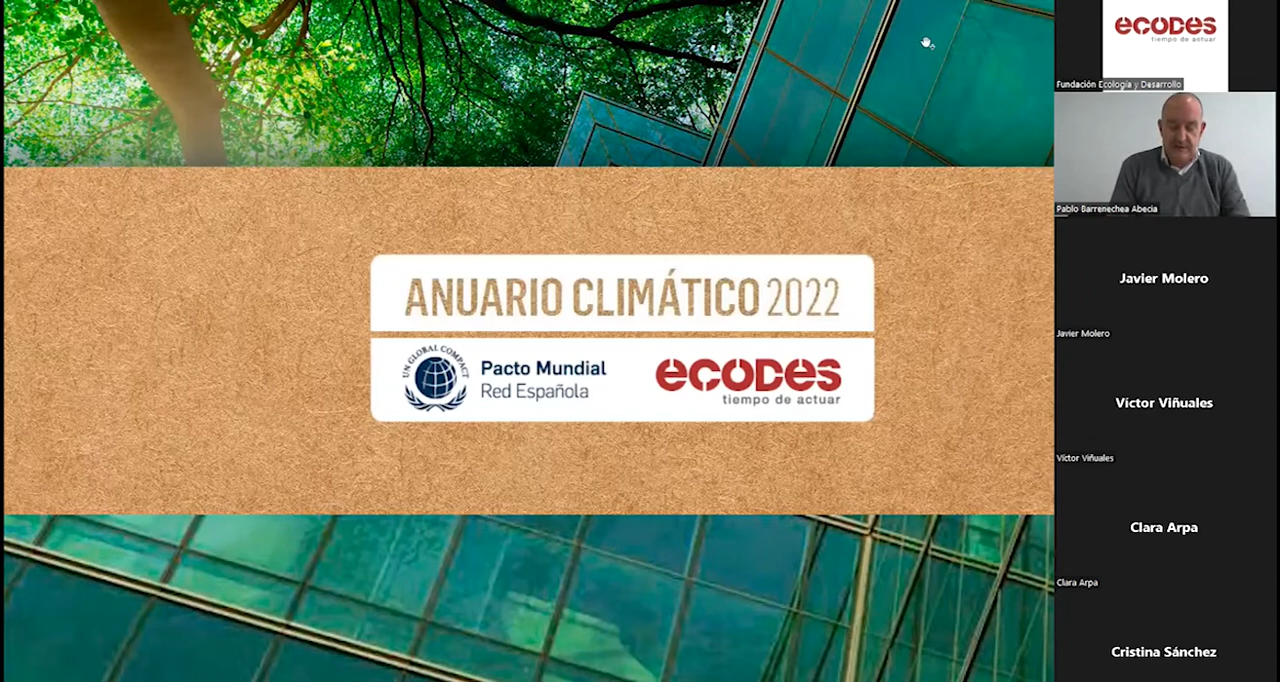 ANUARIO CLIMÁTICO 2022
UN GLOBAL COMPACT
Pacto Mundial
Red Española
ecodes
tiempo de actuar
ecodes
tiempo de actuar
Fundación Ecología y Desarrollo
Pablo Barrenechea Abecia
Javier Molero
Javier Molero
Víctor Viñuales
Víctor Viñuales
Clara Arpa
Clara Arpa
Cristina Sánchez